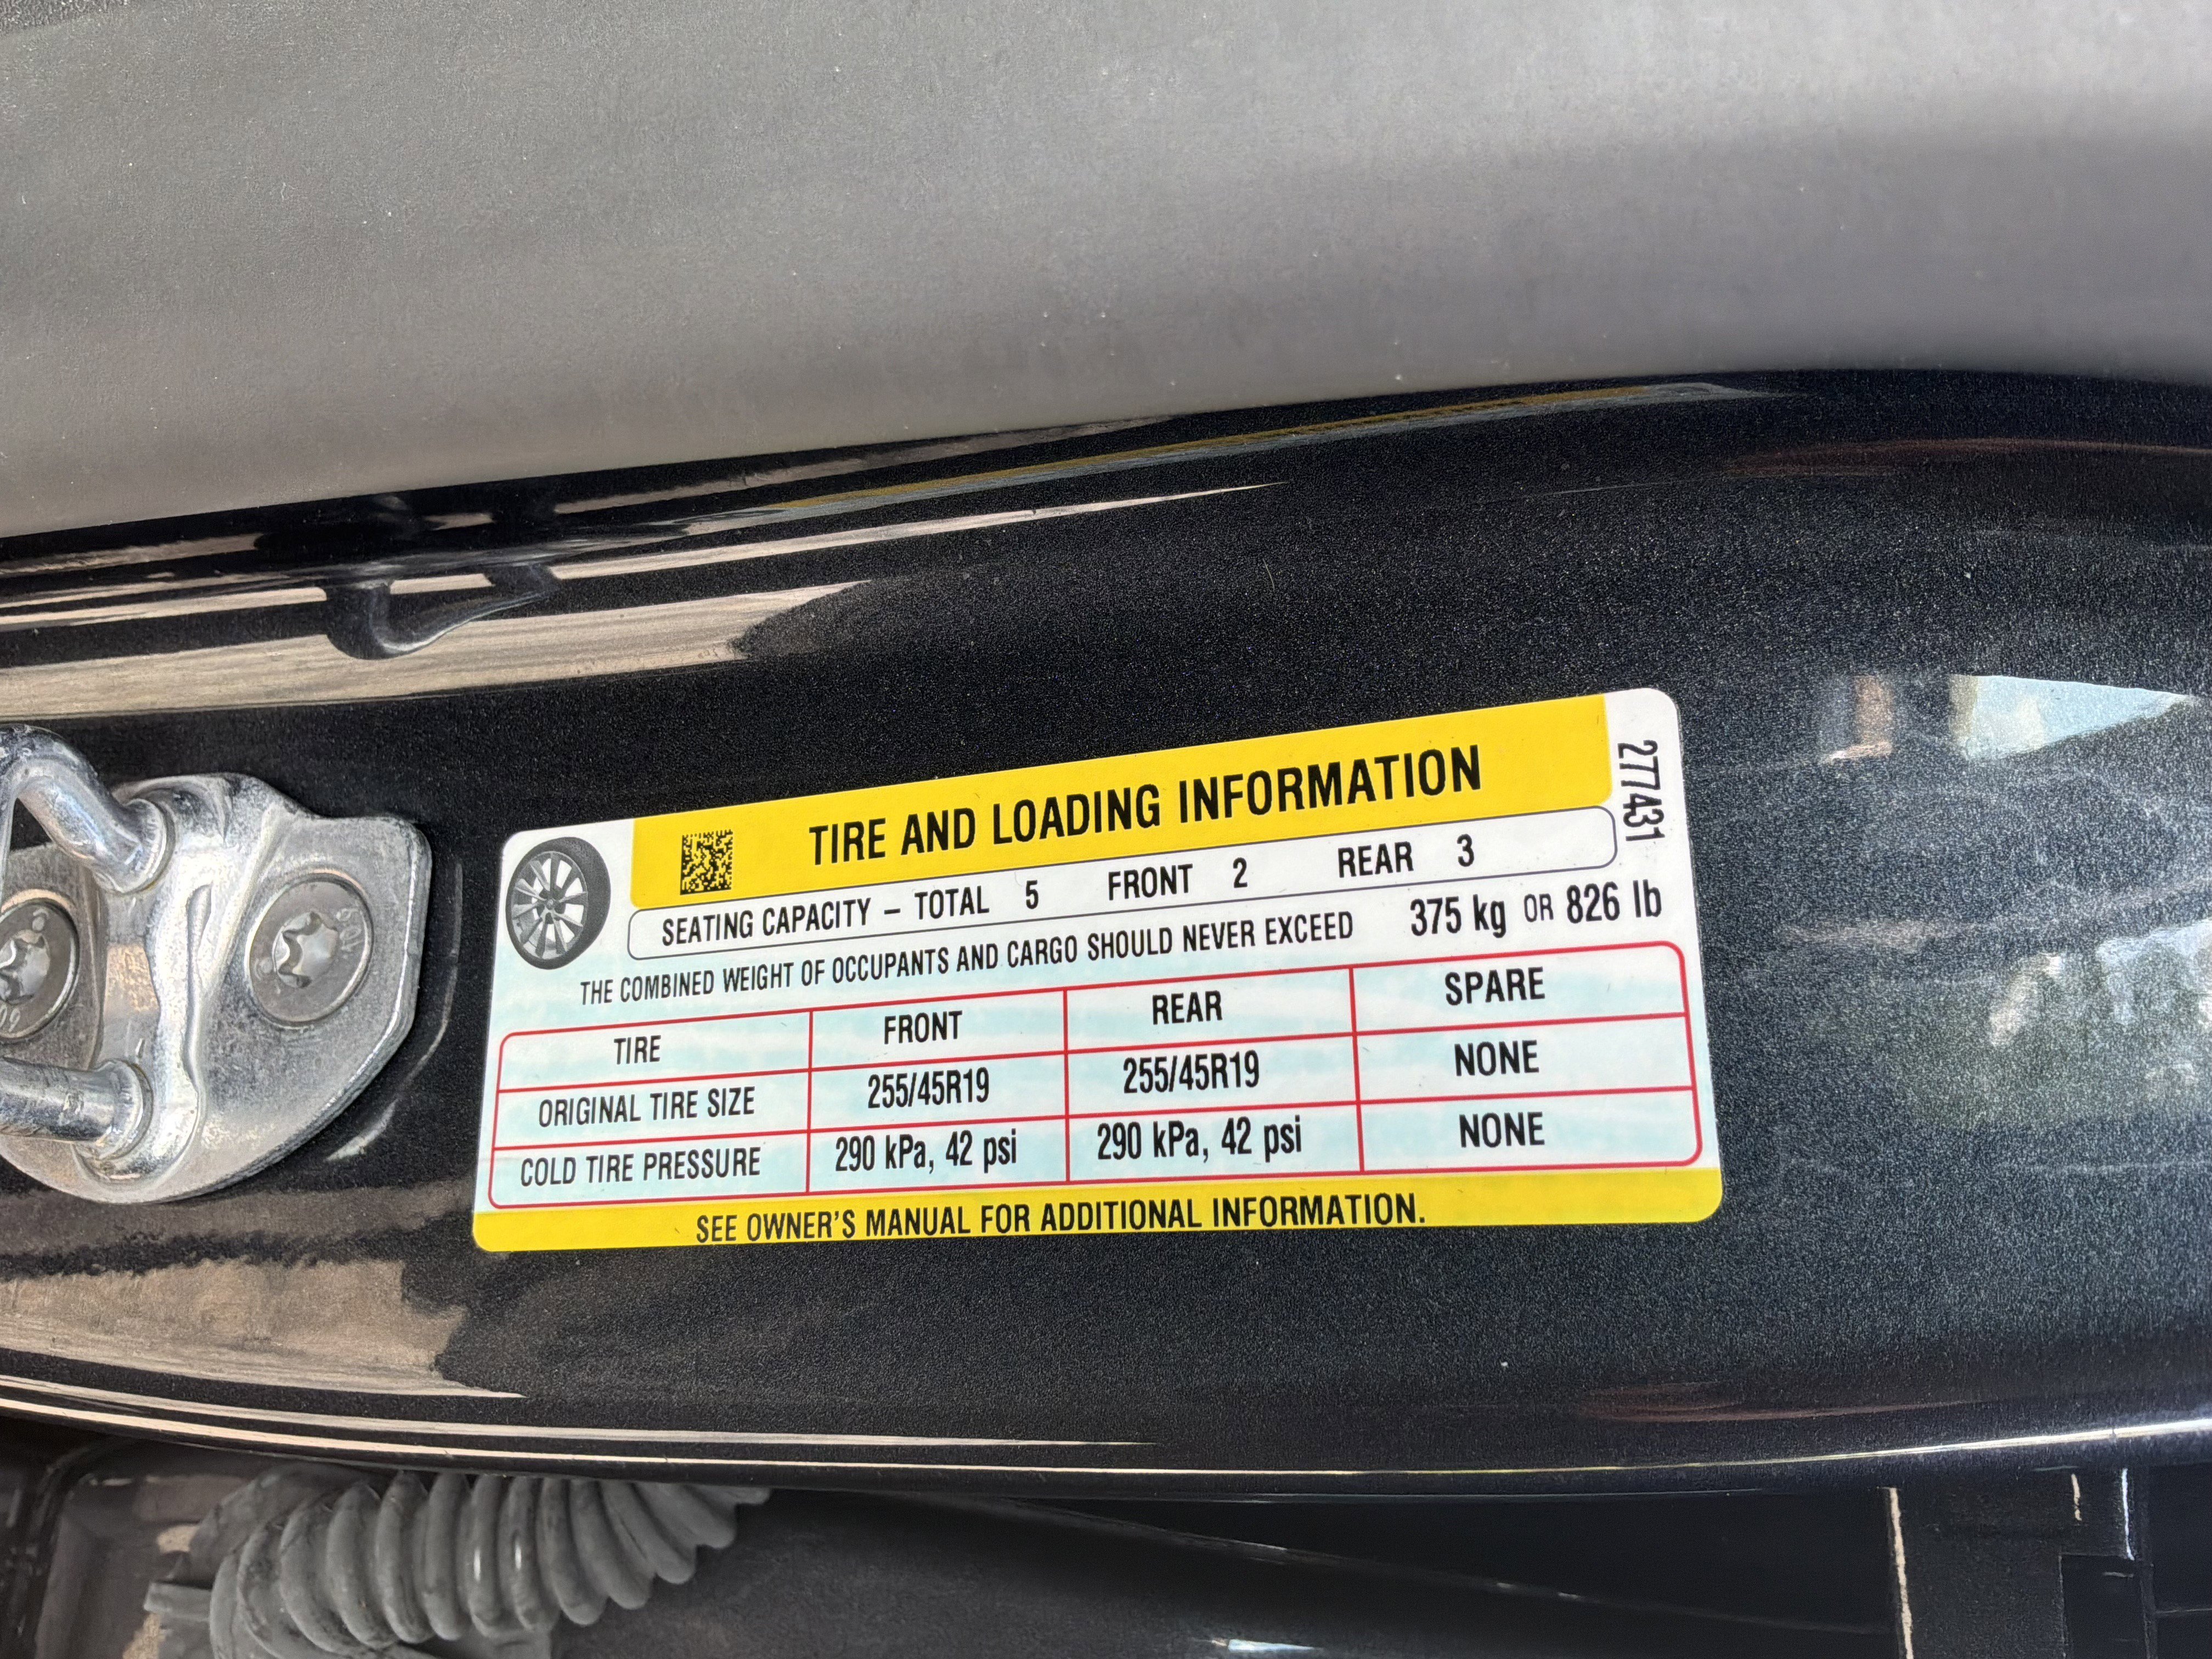 TIRE AND LOADING INFORMATION
277431
SEATING CAPACITY – TOTAL 5 FRONT 2 REAR 3
THE COMBINED WEIGHT OF OCCUPANTS AND CARGO SHOULD NEVER EXCEED 375 kg OR 826 lb
TIRE FRONT REAR SPARE
ORIGINAL TIRE SIZE 255/45R19 255/45R19 NONE
COLD TIRE PRESSURE 290 kPa, 42 psi 290 kPa, 42 psi NONE
SEE OWNER'S MANUAL FOR ADDITIONAL INFORMATION.